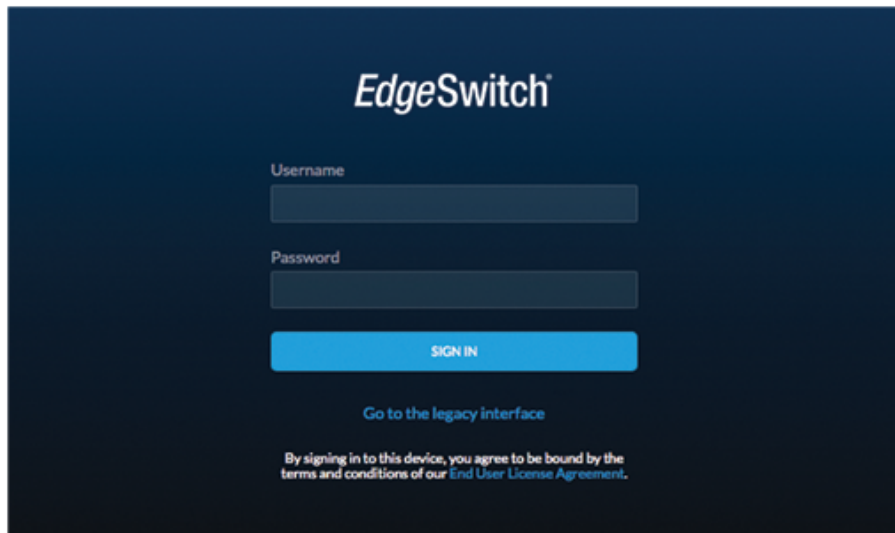 EdgeSwitch®
Username
Password
SIGN IN
Go to the legacy interface
By signing in to this device, you agree to be bound by the
terms and conditions of our End User License Agreement.